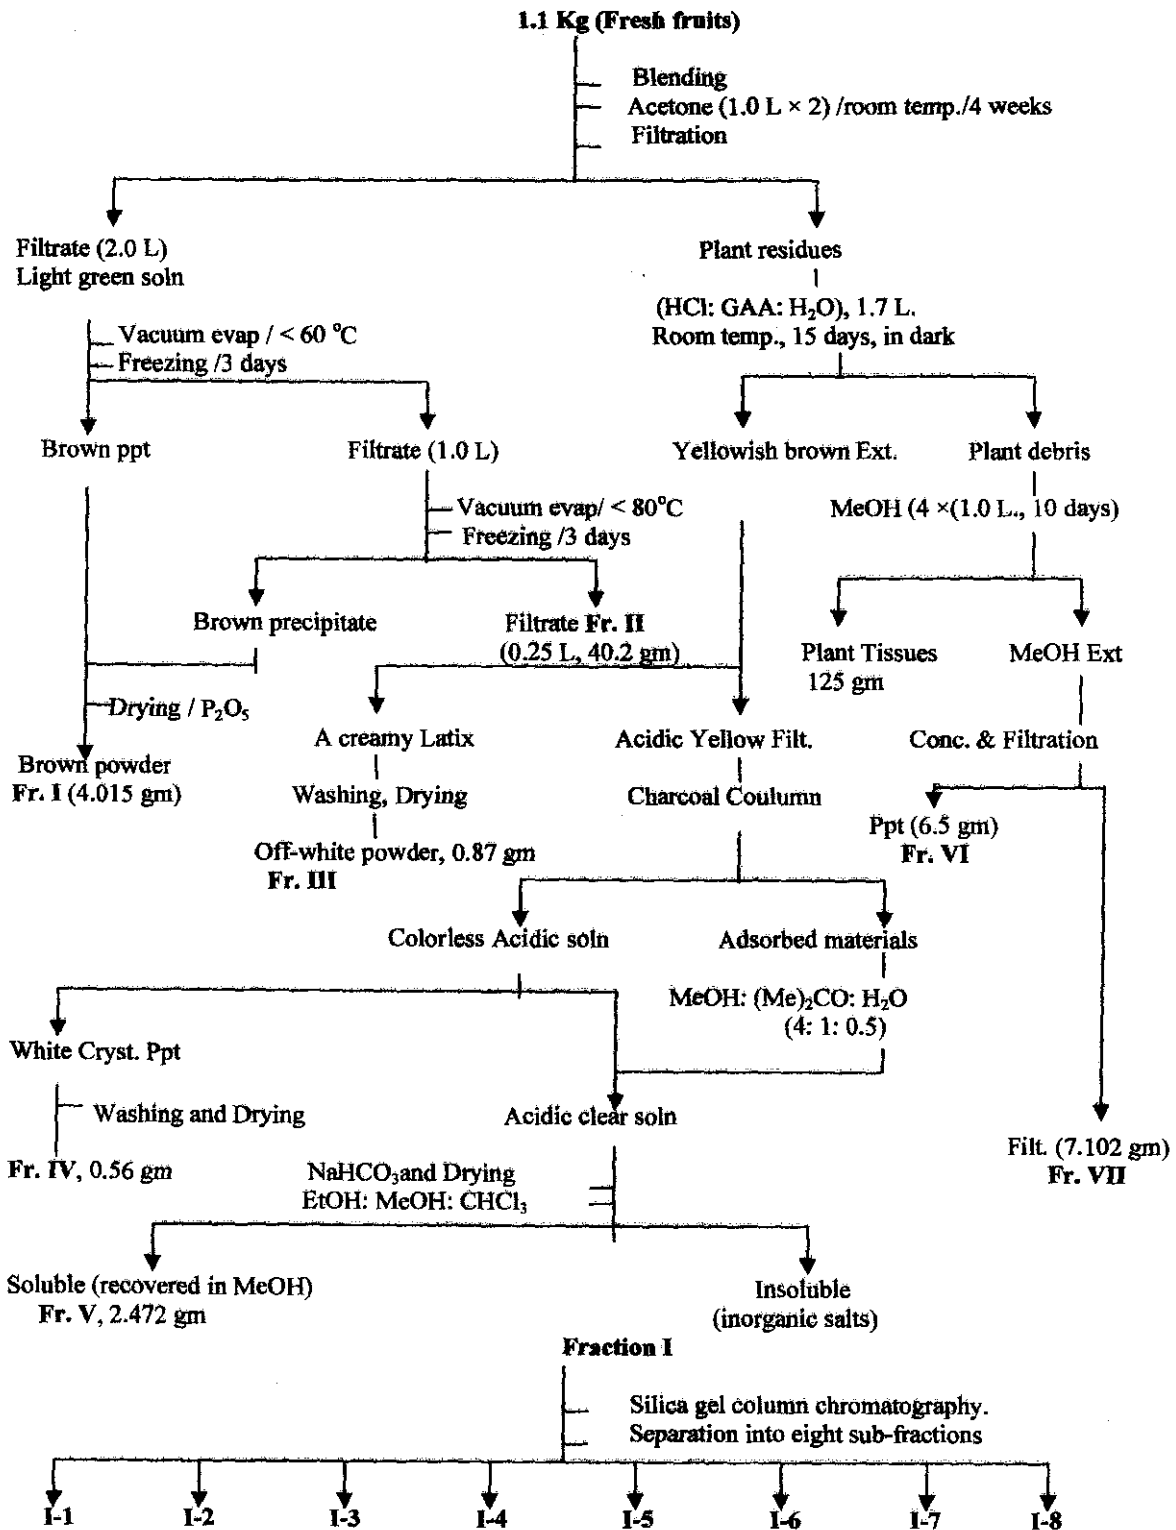 1.1 Kg (Fresh fruits)
Blending
Acetone (1.0 L × 2) /room temp./4 weeks
Filtration
Filtrate (2.0 L)
Light green soln
Plant residues
(HCl: GAA: H₂O), 1.7 L.
Room temp., 15 days, in dark
Vacuum evap / < 60 °C
Freezing /3 days
Brown ppt
Filtrate (1.0 L)
Yellowish brown Ext.
Plant debris
Vacuum evap/ < 80°C
Freezing /3 days
MeOH (4 ×(1.0 L., 10 days)
Brown precipitate
Filtrate Fr. II
(0.25 L, 40.2 gm)
Plant Tissues
125 gm
MeOH Ext
Drying / P₂O₅
Brown powder
Fr. I (4.015 gm)
A creamy Latix
Acidic Yellow Filt.
Conc. & Filtration
Washing, Drying
Charcoal Coulumn
Off-white powder, 0.87 gm
Fr. III
Ppt (6.5 gm)
Fr. VI
Colorless Acidic soln
Adsorbed materials
MeOH: (Me)₂CO: H₂O
(4: 1: 0.5)
White Cryst. Ppt
Washing and Drying
Acidic clear soln
Fr. IV, 0.56 gm
Filt. (7.102 gm)
Fr. VII
NaHCO₃and Drying
EtOH: MeOH: CHCl₃
Soluble (recovered in MeOH)
Fr. V, 2.472 gm
Insoluble
(inorganic salts)
Fraction I
Silica gel column chromatography.
Separation into eight sub-fractions
I-1 I-2 I-3 I-4 I-5 I-6 I-7 I-8